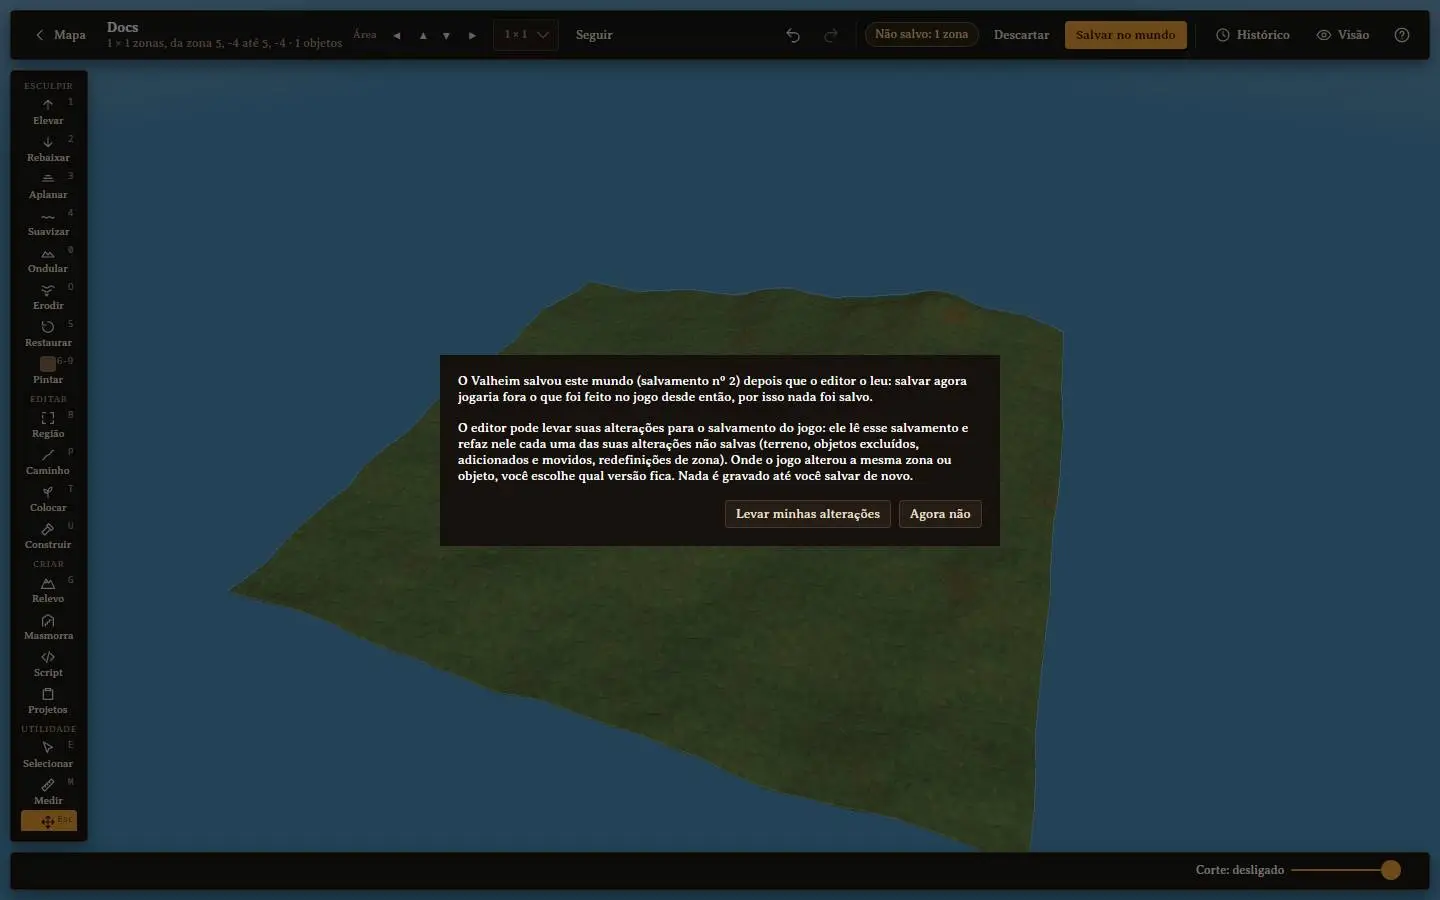 Mapa
Docs
1 × 1 zonas, da zona 5, -4 até 5, -4 · 1 objetos
Área
1 × 1
Seguir
Não salvo: 1 zona
Descartar
Salvar no mundo
Histórico
Visão
ESCULPIR
1
Elevar
2
Rebaixar
3
Aplanar
4
Suavizar
0
Ondular
O
Erodir
5
Restaurar
6-9
Pintar
EDITAR
B
Região
P
Caminho
T
Colocar
U
Construir
CRIAR
G
Relevo
Masmorra
Script
Projetos
UTILIDADE
E
Selecionar
M
Medir
Esc
O Valheim salvou este mundo (salvamento nº 2) depois que o editor o leu: salvar agora
jogaria fora o que foi feito no jogo desde então, por isso nada foi salvo.
O editor pode levar suas alterações para o salvamento do jogo: ele lê esse salvamento e
refaz nele cada uma das suas alterações não salvas (terreno, objetos excluídos,
adicionados e movidos, redefinições de zona). Onde o jogo alterou a mesma zona ou
objeto, você escolhe qual versão fica. Nada é gravado até você salvar de novo.
Levar minhas alterações
Agora não
Corte: desligado